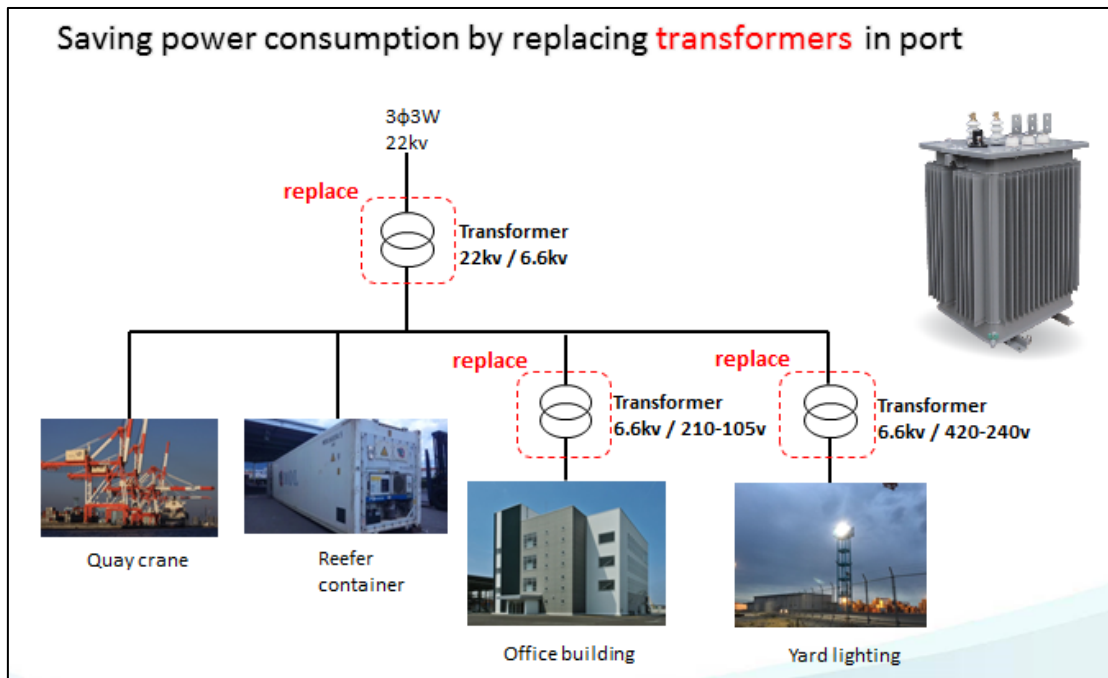 Saving power consumption by replacing transformers in port
3ф3W
22kv
replace
Transformer
22kv / 6.6kv
replace
replace
Transformer
6.6kv / 210-105v
Transformer
6.6kv / 420-240v
Quay crane
Reefer
container
Office building
Yard lighting